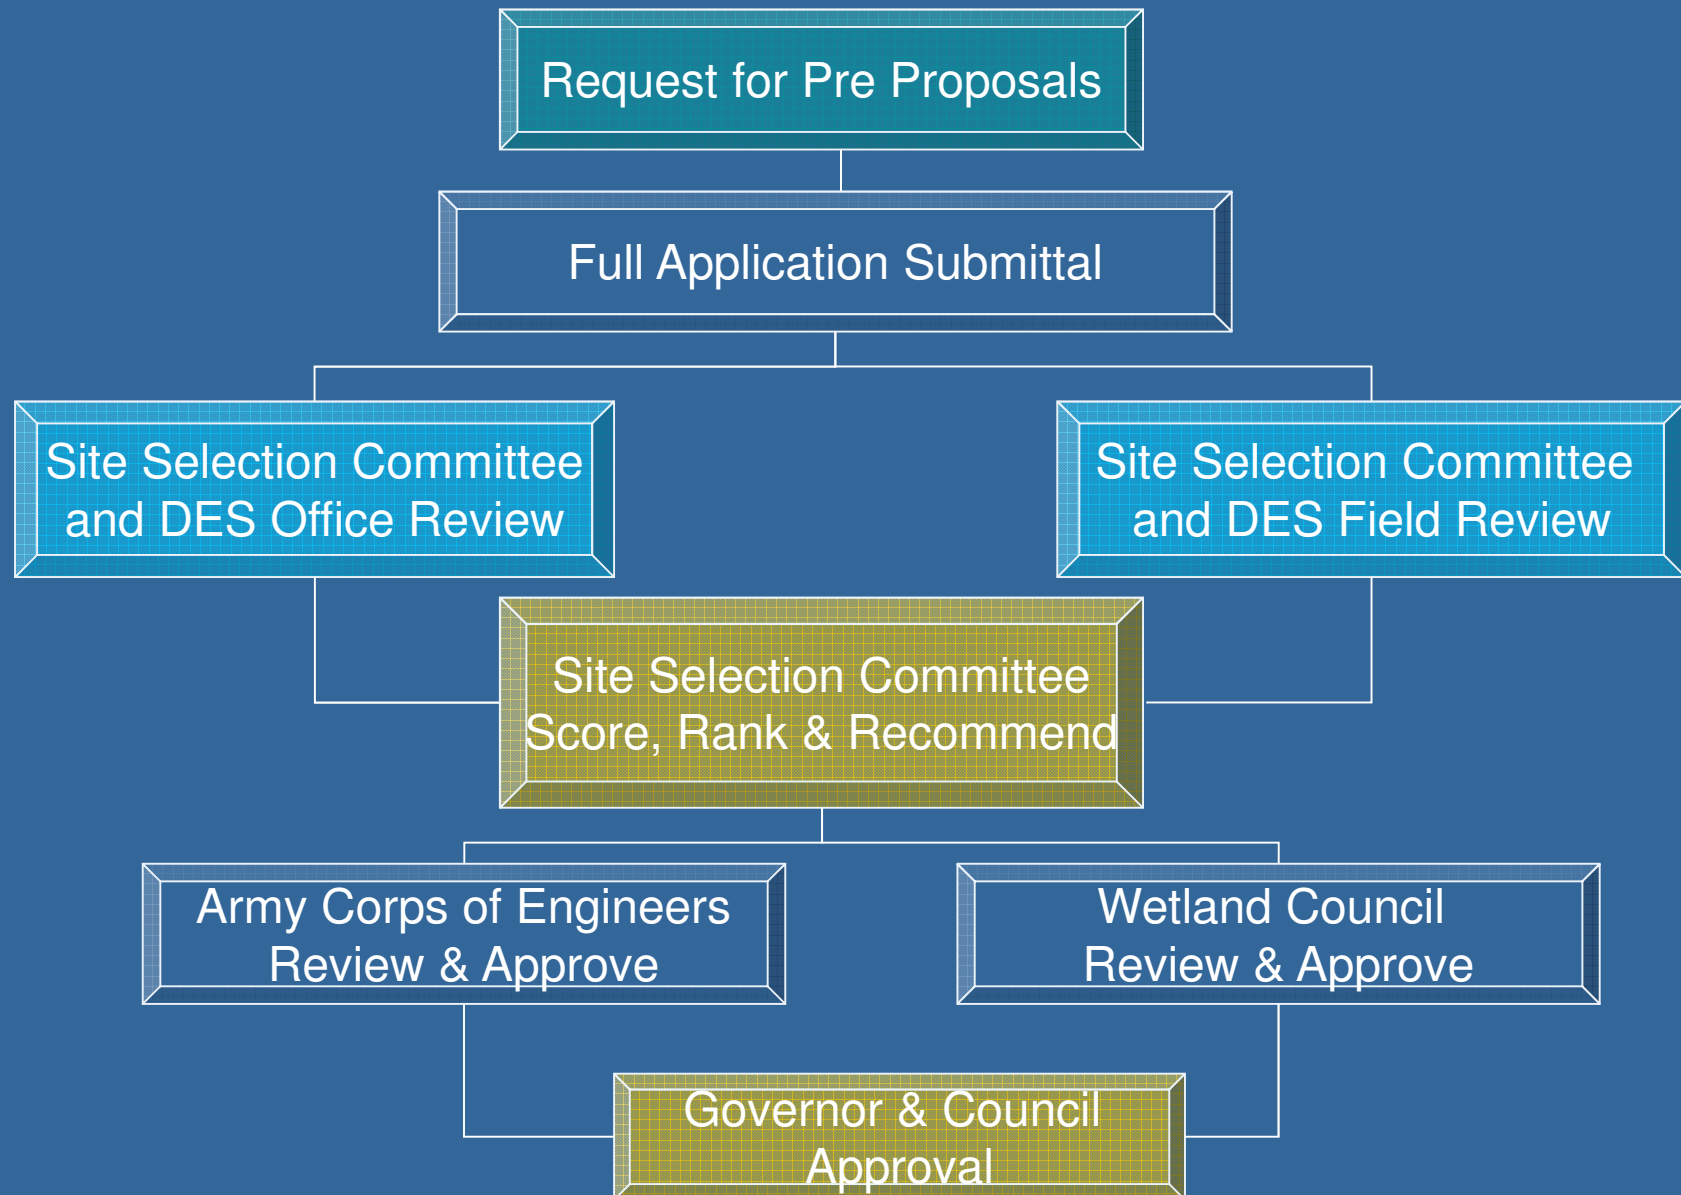 Request for Pre Proposals
Full Application Submittal
Site Selection Committee
and DES Office Review
Site Selection Committee
and DES Field Review
Site Selection Committee
Score, Rank & Recommend
Army Corps of Engineers
Review & Approve
Wetland Council
Review & Approve
Governor & Council
Approval